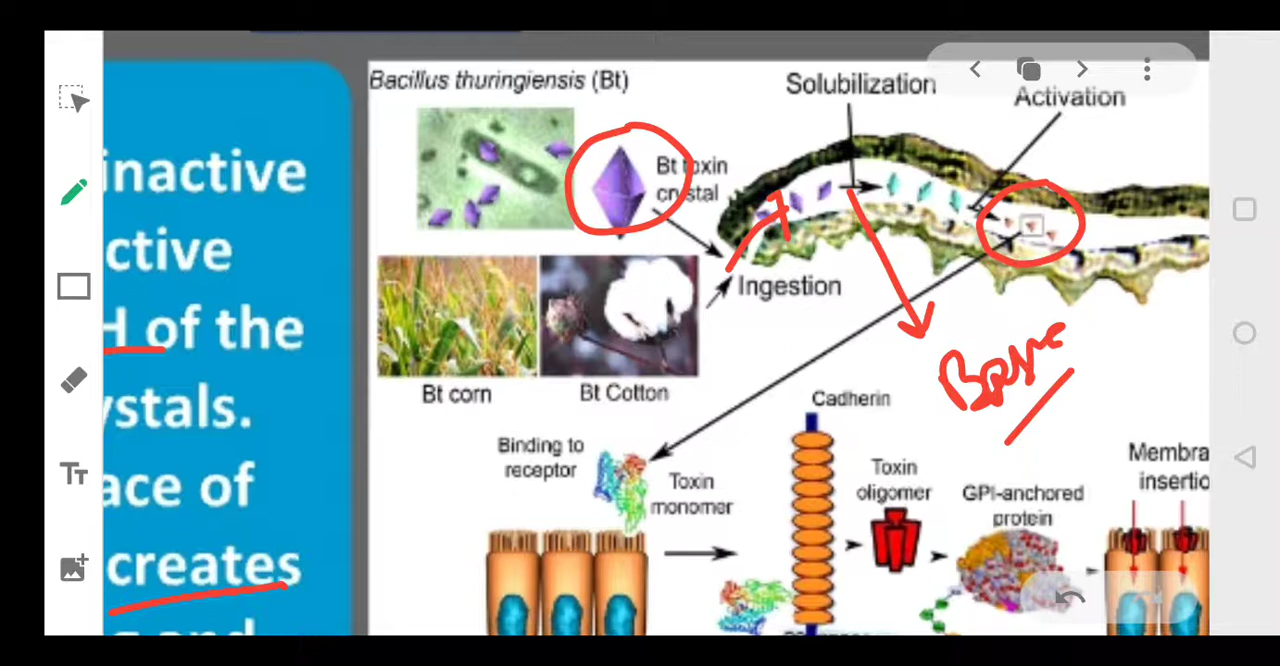 inactive
ctive
H of the
ystals.
ace of
creates
Bacillus thuringiensis (Bt)
Solubilization
Activation
Bt toxin
crystal
Ingestion
Bt corn
Bt Cotton
Cadherin
Binding to
receptor
Toxin
monomer
Toxin
oligomer
GPI-anchored
protein
Membra
insertio
Tт